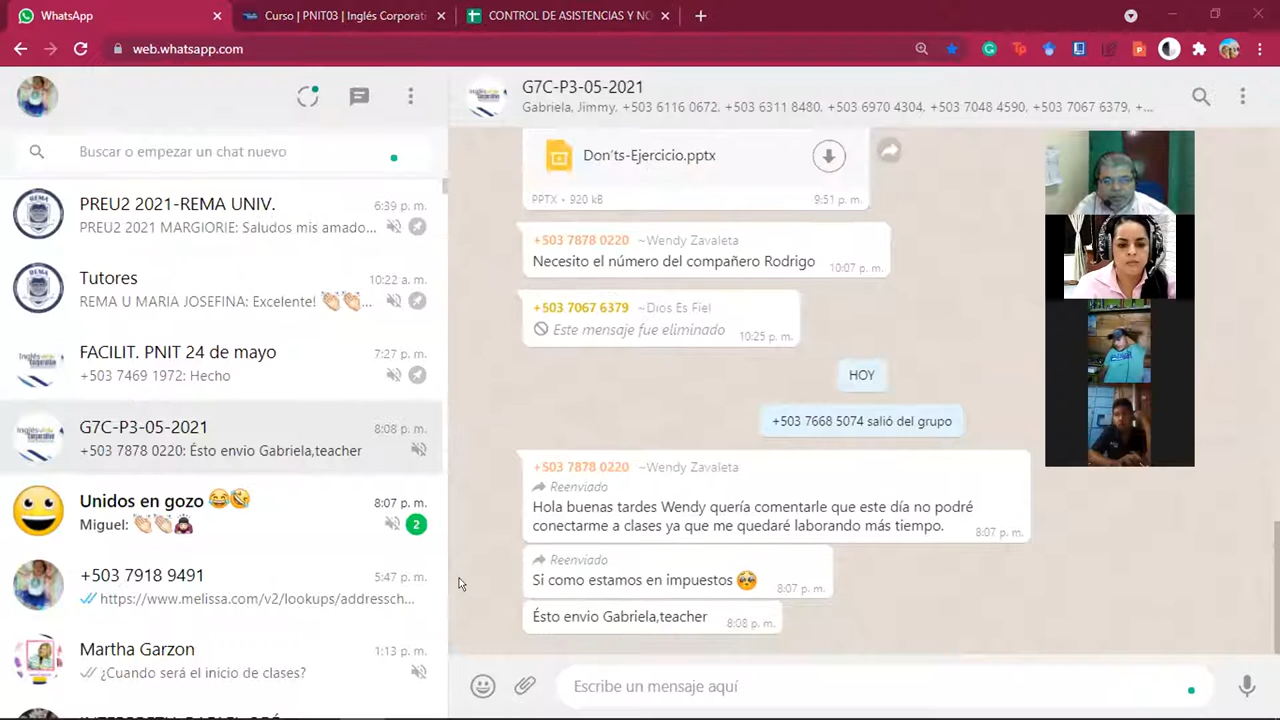 WhatsApp
Curso | PNIT03 | Inglés Corporat
CONTROL DE ASISTENCIAS Y NO
web.whatsapp.com
Buscar o empezar un chat nuevo
PREU2 2021-REMA UNIV.
6:39 p. m.
PREU2 2021 MARGIORIE: Saludos mis amado...
Tutores
10:22 a. m.
REMA U MARIA JOSEFINA: Excelente! 👏🏻👏🏻...
FACILIT. PNIT 24 de mayo
7:27 p. m.
+503 7469 1972: Hecho
G7C-P3-05-2021
8:08 p. m.
+503 7878 0220: Ésto envio Gabriela,teacher
Unidos en gozo 😂🤣
8:07 p. m.
Miguel: 👏🏻👏🏻
2
+503 7918 9491
5:47 p. m.
https://www.melissa.com/v2/lookups/addressch...
Martha Garzon
1:13 p. m.
¿Cuando será el inicio de clases?
G7C-P3-05-2021
Gabriela, Jimmy, +503 6116 0672, +503 6311 8480, +503 6970 4304, +503 7048 4590, +503 7067 6379, +...
Don'ts-Ejercicio.pptx
PPTX • 920 kB
9:51 p. m.
+503 7878 0220 ~Wendy Zavaleta
Necesito el número del compañero Rodrigo
10:07 p. m.
+503 7067 6379 ~Dios Es Fiel
Este mensaje fue eliminado
10:25 p. m.
HOY
+503 7668 5074 salió del grupo
+503 7878 0220 ~Wendy Zavaleta
Reenviado
Hola buenas tardes Wendy quería comentarle que este día no podré
conectarme a clases ya que me quedaré laborando más tiempo.
8:07 p. m.
Reenviado
Si como estamos en impuestos 🥺
8:07 p. m.
Ésto envio Gabriela,teacher
8:08 p. m.
Escribe un mensaje aquí